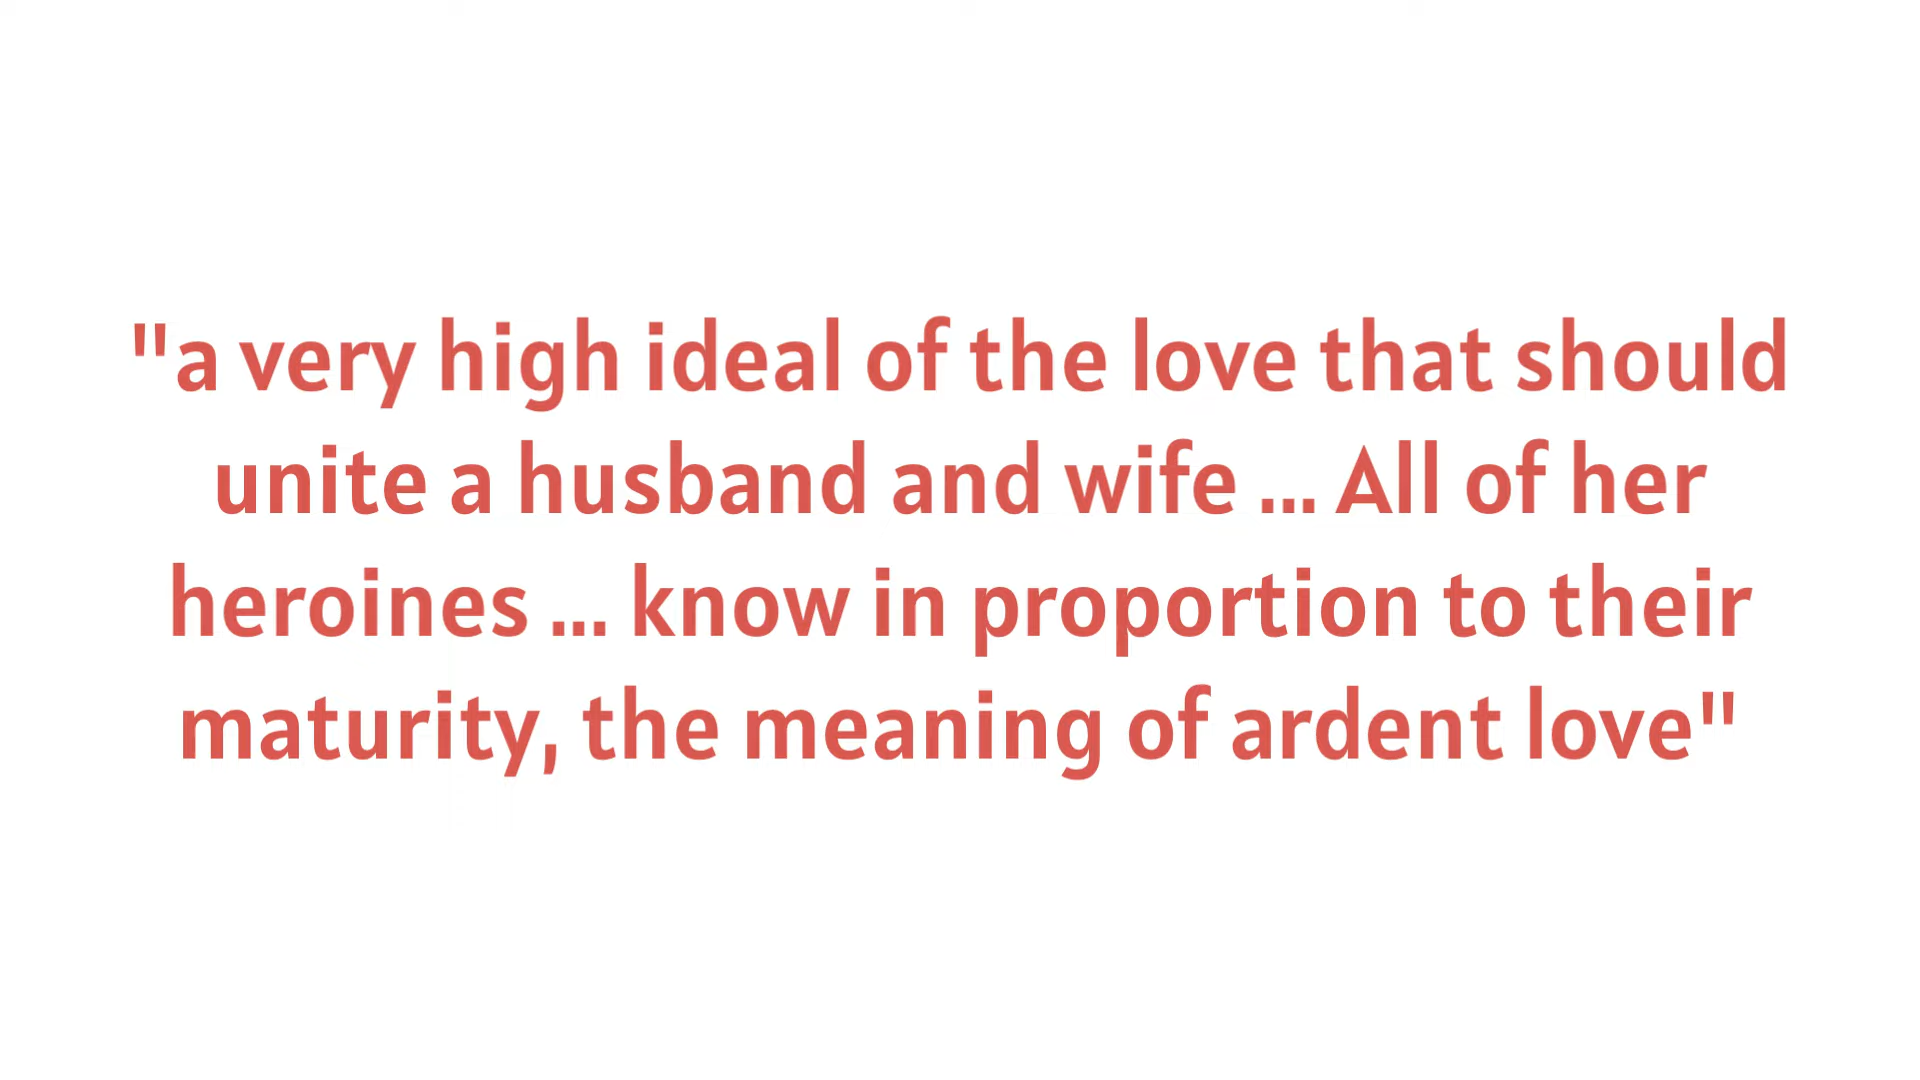 "a very high ideal of the love that should
unite a husband and wife ... All of her
heroines ... know in proportion to their
maturity, the meaning of ardent love"